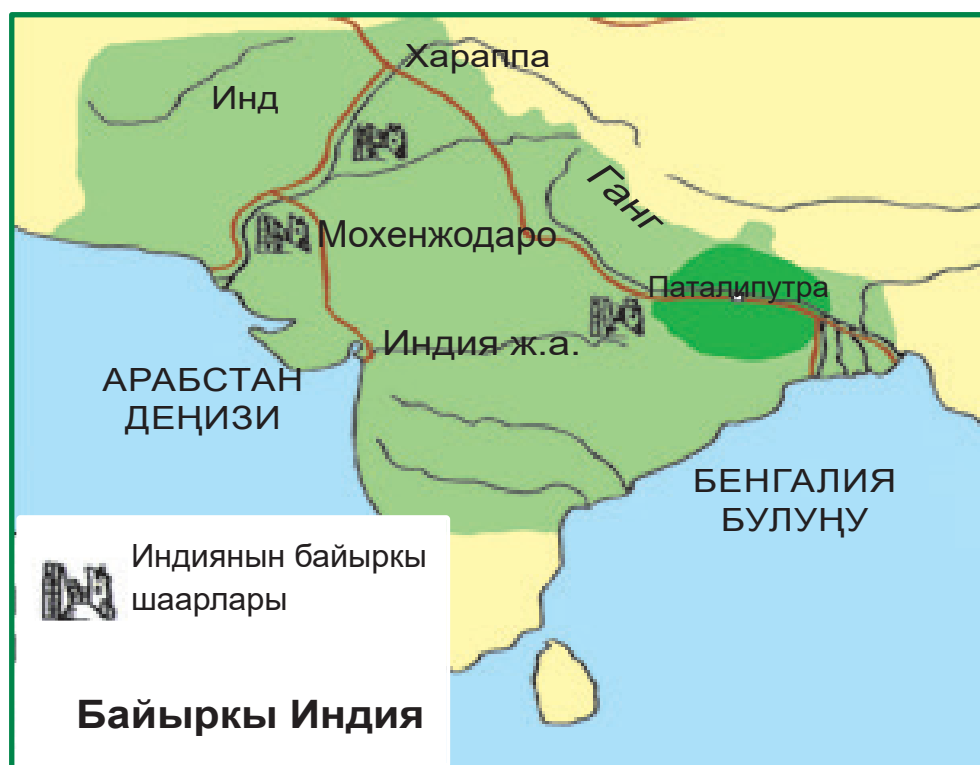 Хараппа
Инд
Ганг
Мохенжодаро
Паталипутра
Индия ж.а.
АРАБСТАН
ДЕҢИЗИ
БЕНГАЛИЯ
БУЛУҢУ
Индиянын байыркы
шаарлары
Байыркы Индия